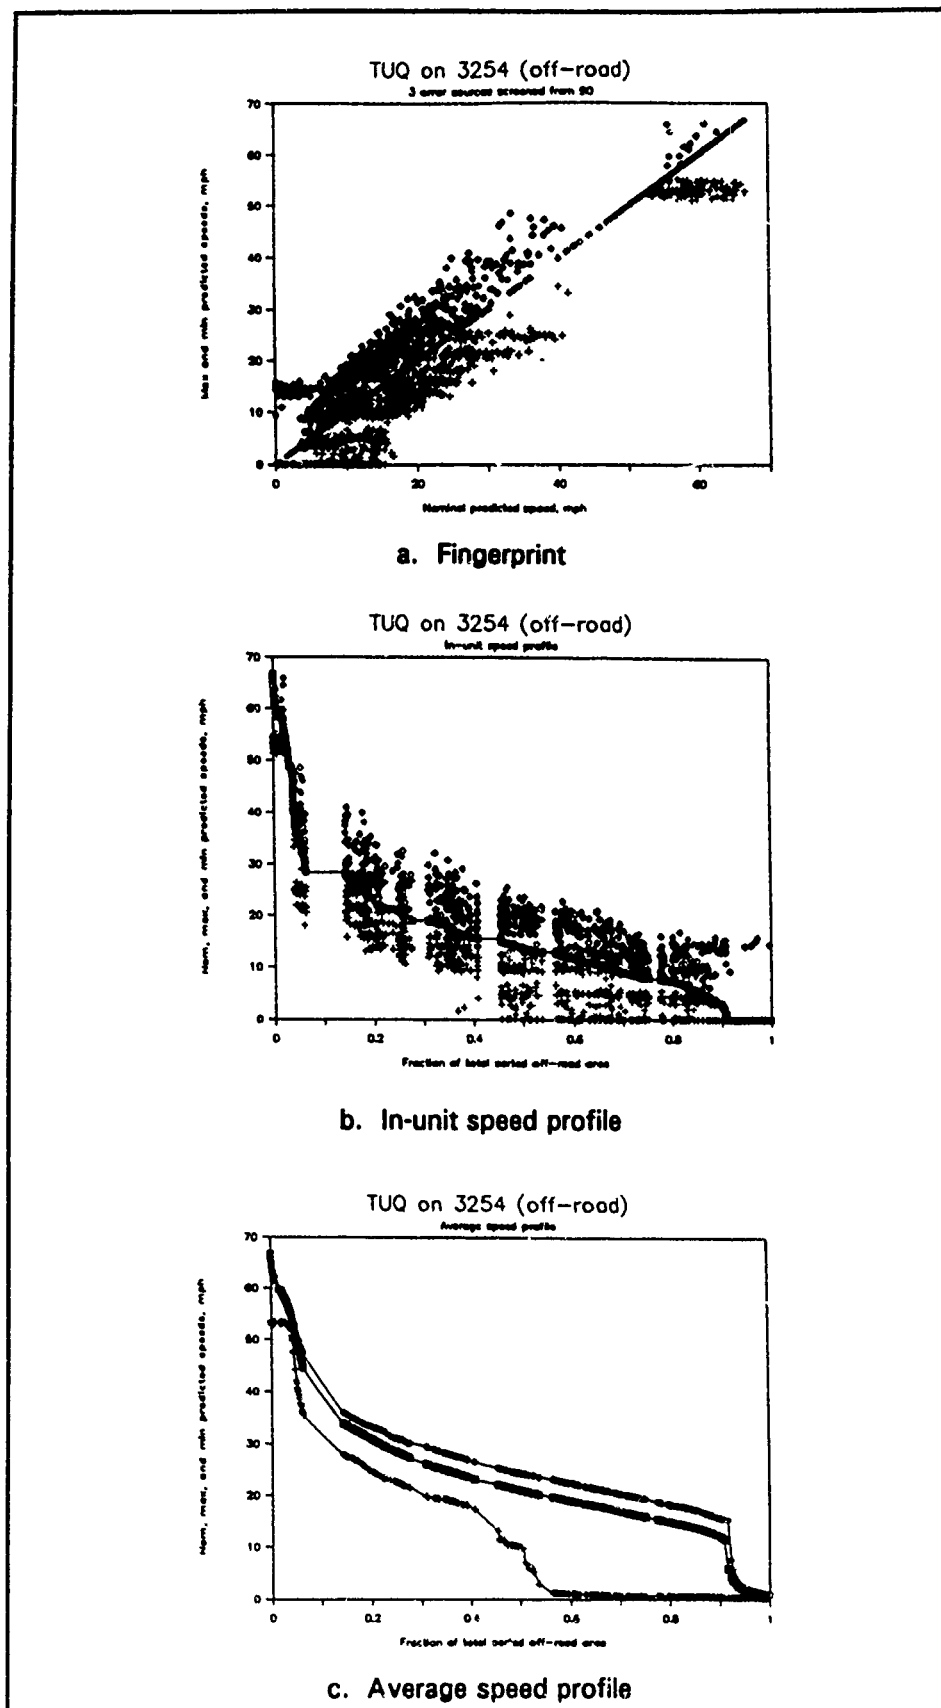 TUQ on 3254 (off-road)
3 error sources screened from 90
70
60
50
40
30
20
10
0
Max and min predicted speeds, mph
0
20
40
60
Nominal predicted speed, mph
a. Fingerprint
TUQ on 3254 (off-road)
In-unit speed profile
70
60
50
40
30
20
10
0
Nom, max, and min predicted speeds, mph
0
0.2
0.4
0.6
0.8
1
Fraction of total sorted off-road area
b. In-unit speed profile
TUQ on 3254 (off-road)
Average speed profile
70
60
50
40
30
20
10
0
Nom, max, and min predicted speeds, mph
0
0.2
0.4
0.6
0.8
1
Fraction of total sorted off-road area
c. Average speed profile